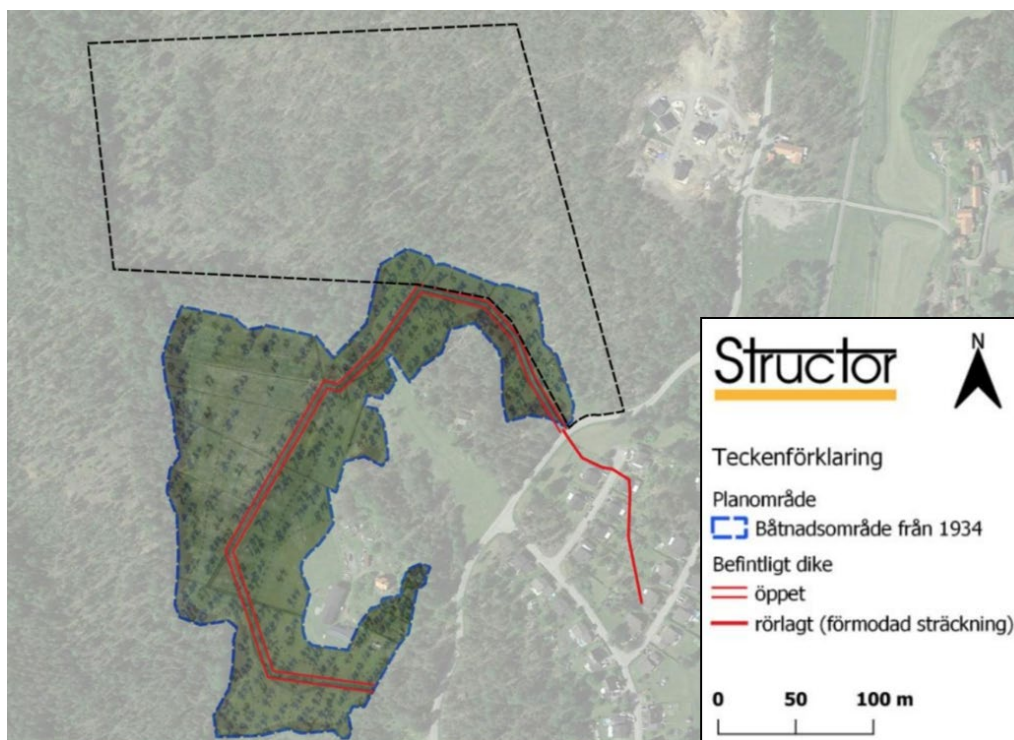 Structor
N
Teckenförklaring
Planområde
Båtnadsområde från 1934
Befintligt dike
öppet
rörlagt (förmodad sträckning)
0 50 100 m